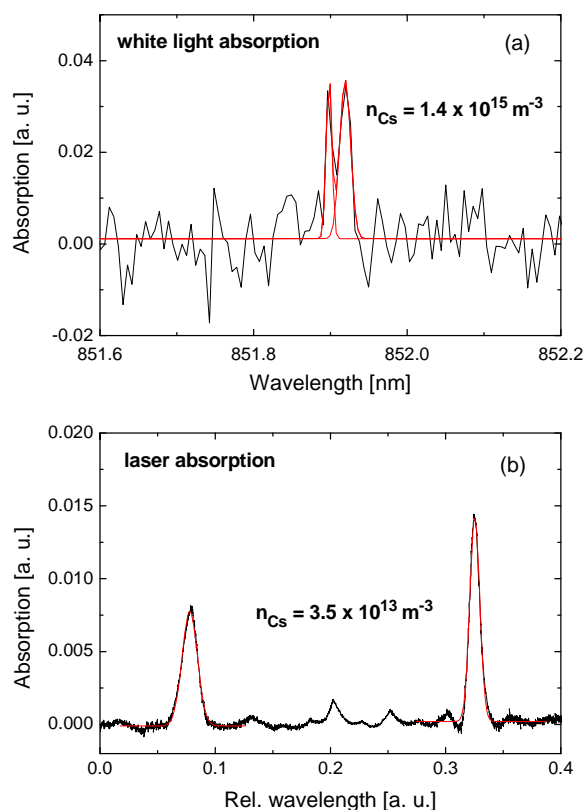 white light absorption
(a)
n_Cs = 1.4 x 10^15 m^-3
Absorption [a. u.]
0.04
0.02
0.00
-0.02
851.6
851.8
852.0
852.2
Wavelength [nm]
laser absorption
(b)
n_Cs = 3.5 x 10^13 m^-3
Absorption [a. u.]
0.020
0.015
0.010
0.005
0.000
0.0
0.1
0.2
0.3
0.4
Rel. wavelength [a. u.]